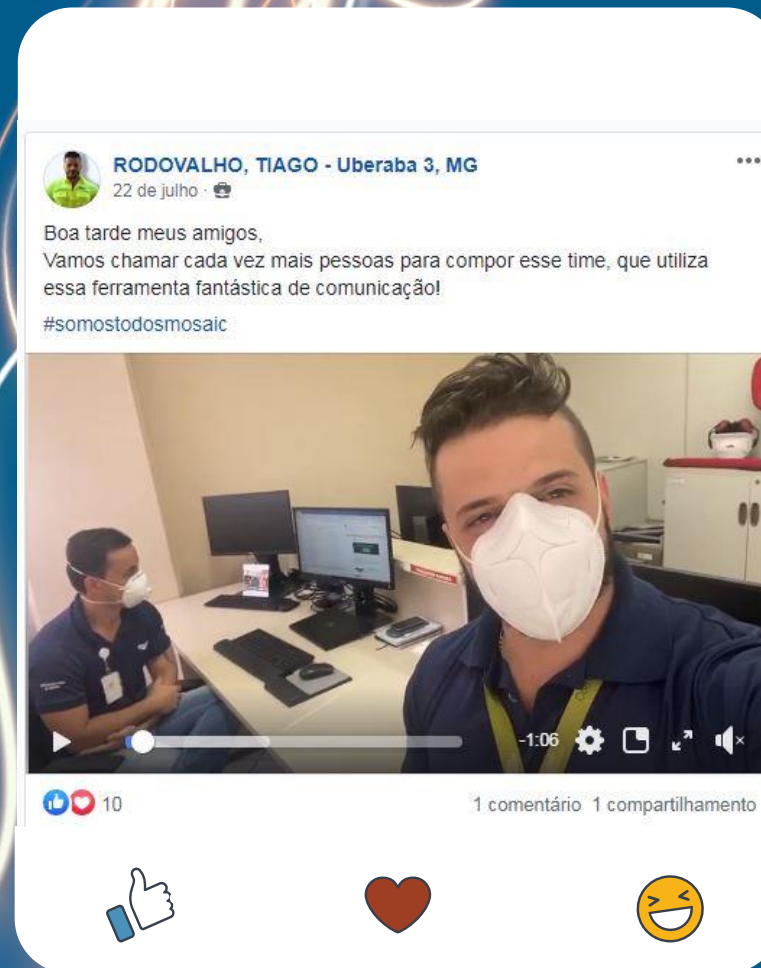 RODOVALHO, TIAGO - Uberaba 3, MG
22 de julho ·
Boa tarde meus amigos,
Vamos chamar cada vez mais pessoas para compor esse time, que utiliza
essa ferramenta fantástica de comunicação!
#somostodosmosaic
-1:06
10
1 comentário 1 compartilhamento